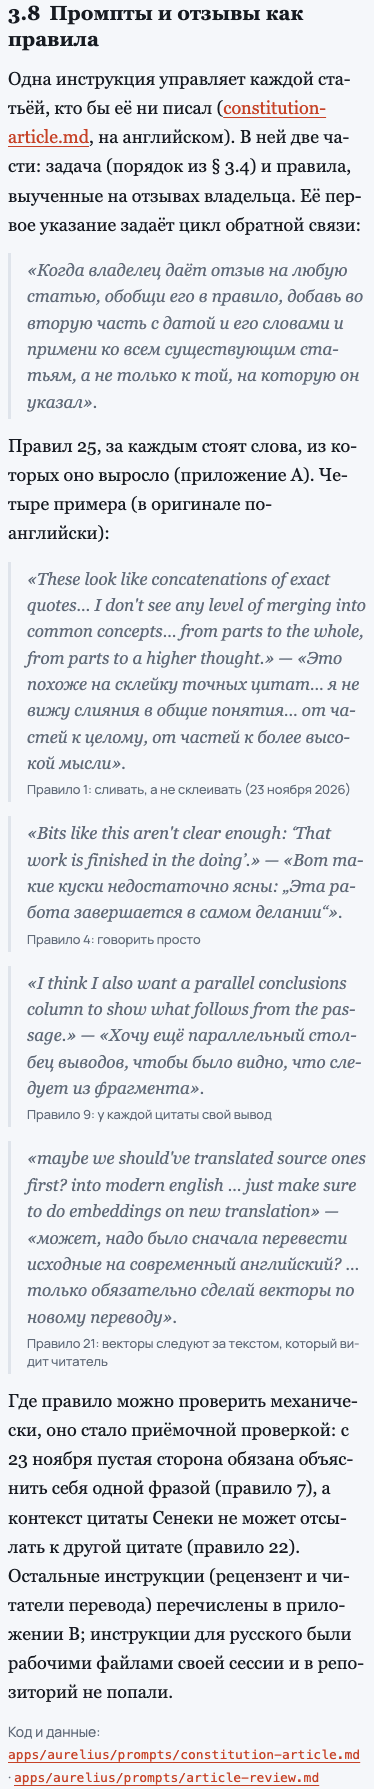 3.8 Промпты и отзывы как
правила
Одна инструкция управляет каждой ста-
тьёй, кто бы её ни писал (constitution-
article.md, на английском). В ней две ча-
сти: задача (порядок из § 3.4) и правила,
выученные на отзывах владельца. Её пер-
вое указание задаёт цикл обратной связи:
«Когда владелец даёт отзыв на любую
статью, обобщи его в правило, добавь во
вторую часть с датой и его словами и
примени ко всем существующим ста-
тьям, а не только к той, на которую он
указал».
Правил 25, за каждым стоят слова, из ко-
торых оно выросло (приложение A). Че-
тыре примера (в оригинале по-
английски):
«These look like concatenations of exact
quotes... I don't see any level of merging into
common concepts... from parts to the whole,
from parts to a higher thought.» — «Это
похоже на склейку точных цитат... я не
вижу слияния в общие понятия... от ча-
стей к целому, от частей к более высо-
кой мысли».
Правило 1: сливать, а не склеивать (23 ноября 2026)
«Bits like this aren't clear enough: ‘That
work is finished in the doing’.» — «Вот та-
кие куски недостаточно ясны: „Эта ра-
бота завершается в самом делании“».
Правило 4: говорить просто
«I think I also want a parallel conclusions
column to show what follows from the pas-
sage.» — «Хочу ещё параллельный стол-
бец выводов, чтобы было видно, что сле-
дует из фрагмента».
Правило 9: у каждой цитаты свой вывод
«maybe we should've translated source ones
first? into modern english ... just make sure
to do embeddings on new translation» —
«может, надо было сначала перевести
исходные на современный английский? ...
только обязательно сделай векторы по
новому переводу».
Правило 21: векторы следуют за текстом, который ви-
дит читатель
Где правило можно проверить механиче-
ски, оно стало приёмочной проверкой: с
23 ноября пустая сторона обязана объяс-
нить себя одной фразой (правило 7), а
контекст цитаты Сенеки не может отсы-
лать к другой цитате (правило 22).
Остальные инструкции (рецензент и чи-
татели перевода) перечислены в прило-
жении B; инструкции для русского были
рабочими файлами своей сессии и в репо-
зиторий не попали.
Код и данные:
apps/aurelius/prompts/constitution-article.md
· apps/aurelius/prompts/article-review.md